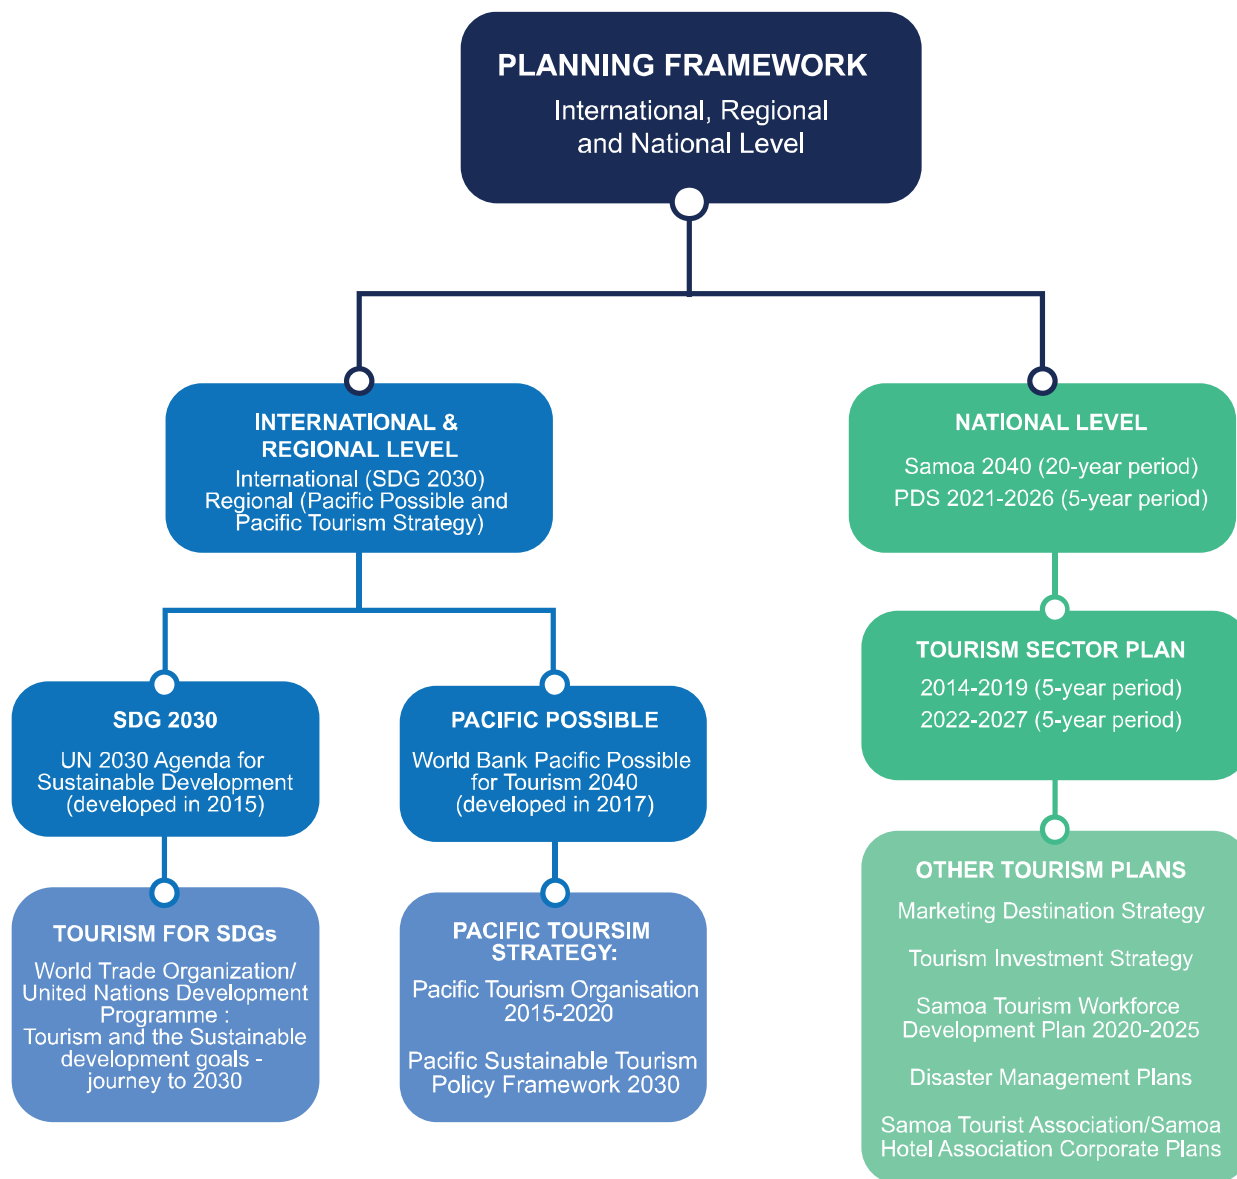 PLANNING FRAMEWORK
International, Regional
and National Level
INTERNATIONAL &
REGIONAL LEVEL
International (SDG 2030)
Regional (Pacific Possible and
Pacific Tourism Strategy)
NATIONAL LEVEL
Samoa 2040 (20-year period)
PDS 2021-2026 (5-year period)
SDG 2030
UN 2030 Agenda for
Sustainable Development
(developed in 2015)
PACIFIC POSSIBLE
World Bank Pacific Possible
for Tourism 2040
(developed in 2017)
TOURISM SECTOR PLAN
2014-2019 (5-year period)
2022-2027 (5-year period)
TOURISM FOR SDGs
World Trade Organization/
United Nations Development
Programme :
Tourism and the Sustainable
development goals -
journey to 2030
PACIFIC TOURSIM
STRATEGY:
Pacific Tourism Organisation
2015-2020
Pacific Sustainable Tourism
Policy Framework 2030
OTHER TOURISM PLANS
Marketing Destination Strategy
Tourism Investment Strategy
Samoa Tourism Workforce
Development Plan 2020-2025
Disaster Management Plans
Samoa Tourist Association/Samoa
Hotel Association Corporate Plans